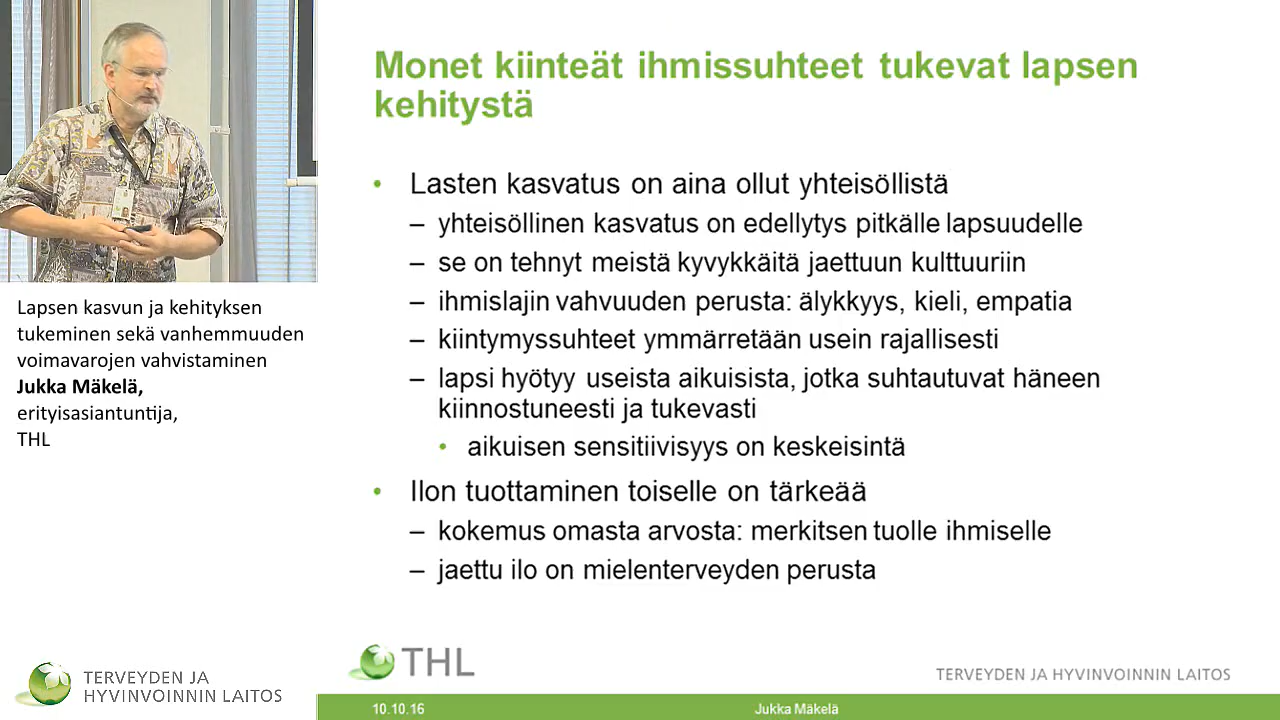 Monet kiinteät ihmissuhteet tukevat lapsen
kehitystä
• Lasten kasvatus on aina ollut yhteisöllistä
– yhteisöllinen kasvatus on edellytys pitkälle lapsuudelle
– se on tehnyt meistä kyvykkäitä jaettuun kulttuuriin
– ihmislajin vahvuuden perusta: älykkyys, kieli, empatia
– kiintymyssuhteet ymmärretään usein rajallisesti
– lapsi hyötyy useista aikuisista, jotka suhtautuvat häneen
kiinnostuneesti ja tukevasti
• aikuisen sensitiivisyys on keskeisintä
• Ilon tuottaminen toiselle on tärkeää
– kokemus omasta arvosta: merkitsen tuolle ihmiselle
– jaettu ilo on mielenterveyden perusta
Lapsen kasvun ja kehityksen
tukeminen sekä vanhemmuuden
voimavarojen vahvistaminen
Jukka Mäkelä,
erityisasiantuntija,
THL
TERVEYDEN JA
HYVINVOINNIN LAITOS
THL
TERVEYDEN JA HYVINVOINNIN LAITOS
10.10.16
Jukka Mäkelä